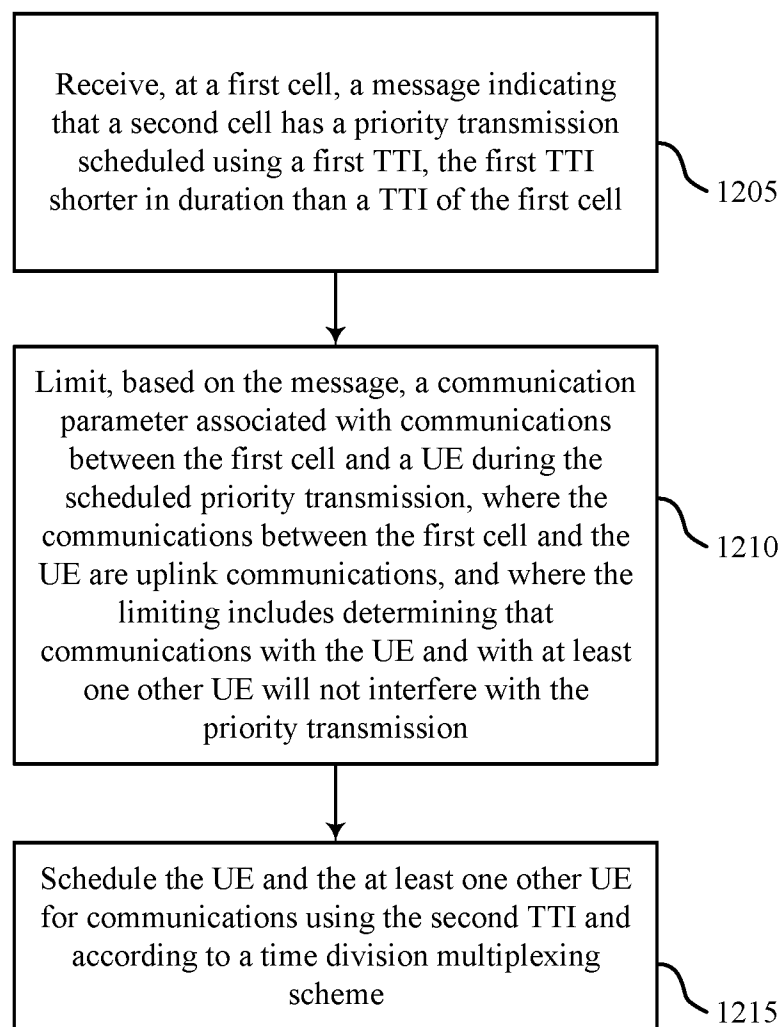 Receive, at a first cell, a message indicating
that a second cell has a priority transmission
scheduled using a first TTI, the first TTI
shorter in duration than a TTI of the first cell
1205
Limit, based on the message, a communication
parameter associated with communications
between the first cell and a UE during the
scheduled priority transmission, where the
communications between the first cell and the
UE are uplink communications, and where the
limiting includes determining that
communications with the UE and with at least
one other UE will not interfere with the
priority transmission
1210
Schedule the UE and the at least one other UE
for communications using the second TTI and
according to a time division multiplexing
scheme
1215